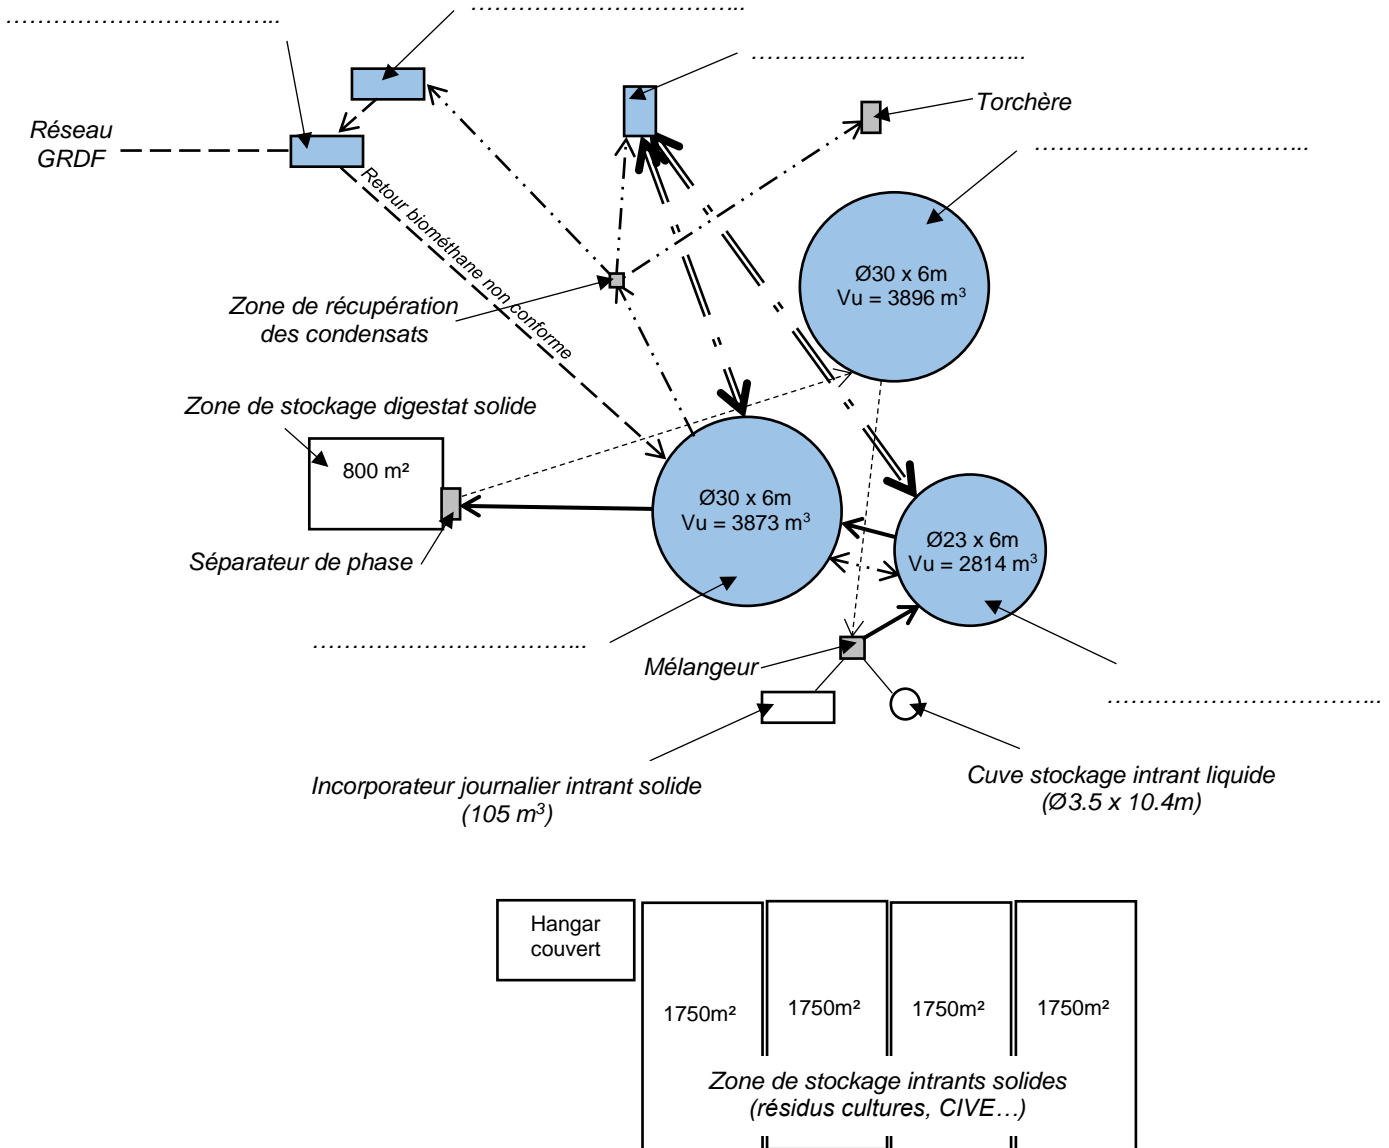 …………………………….
…………………………….
…………………………….
Torchère
Réseau
GRDF
…………………………….
Retour biométhane non conforme
Ø30 x 6m
Vu = 3896 m³
Zone de récupération
des condensats
Zone de stockage digestat solide
800 m²
Ø30 x 6m
Vu = 3873 m³
Ø23 x 6m
Vu = 2814 m³
Séparateur de phase
…………………………….
Mélangeur
…………………………….
Incorporateur journalier intrant solide
(105 m³)
Cuve stockage intrant liquide
(Ø3.5 x 10.4m)
Hangar
couvert
1750m²
1750m²
1750m²
1750m²
Zone de stockage intrants solides
(résidus cultures, CIVE…)